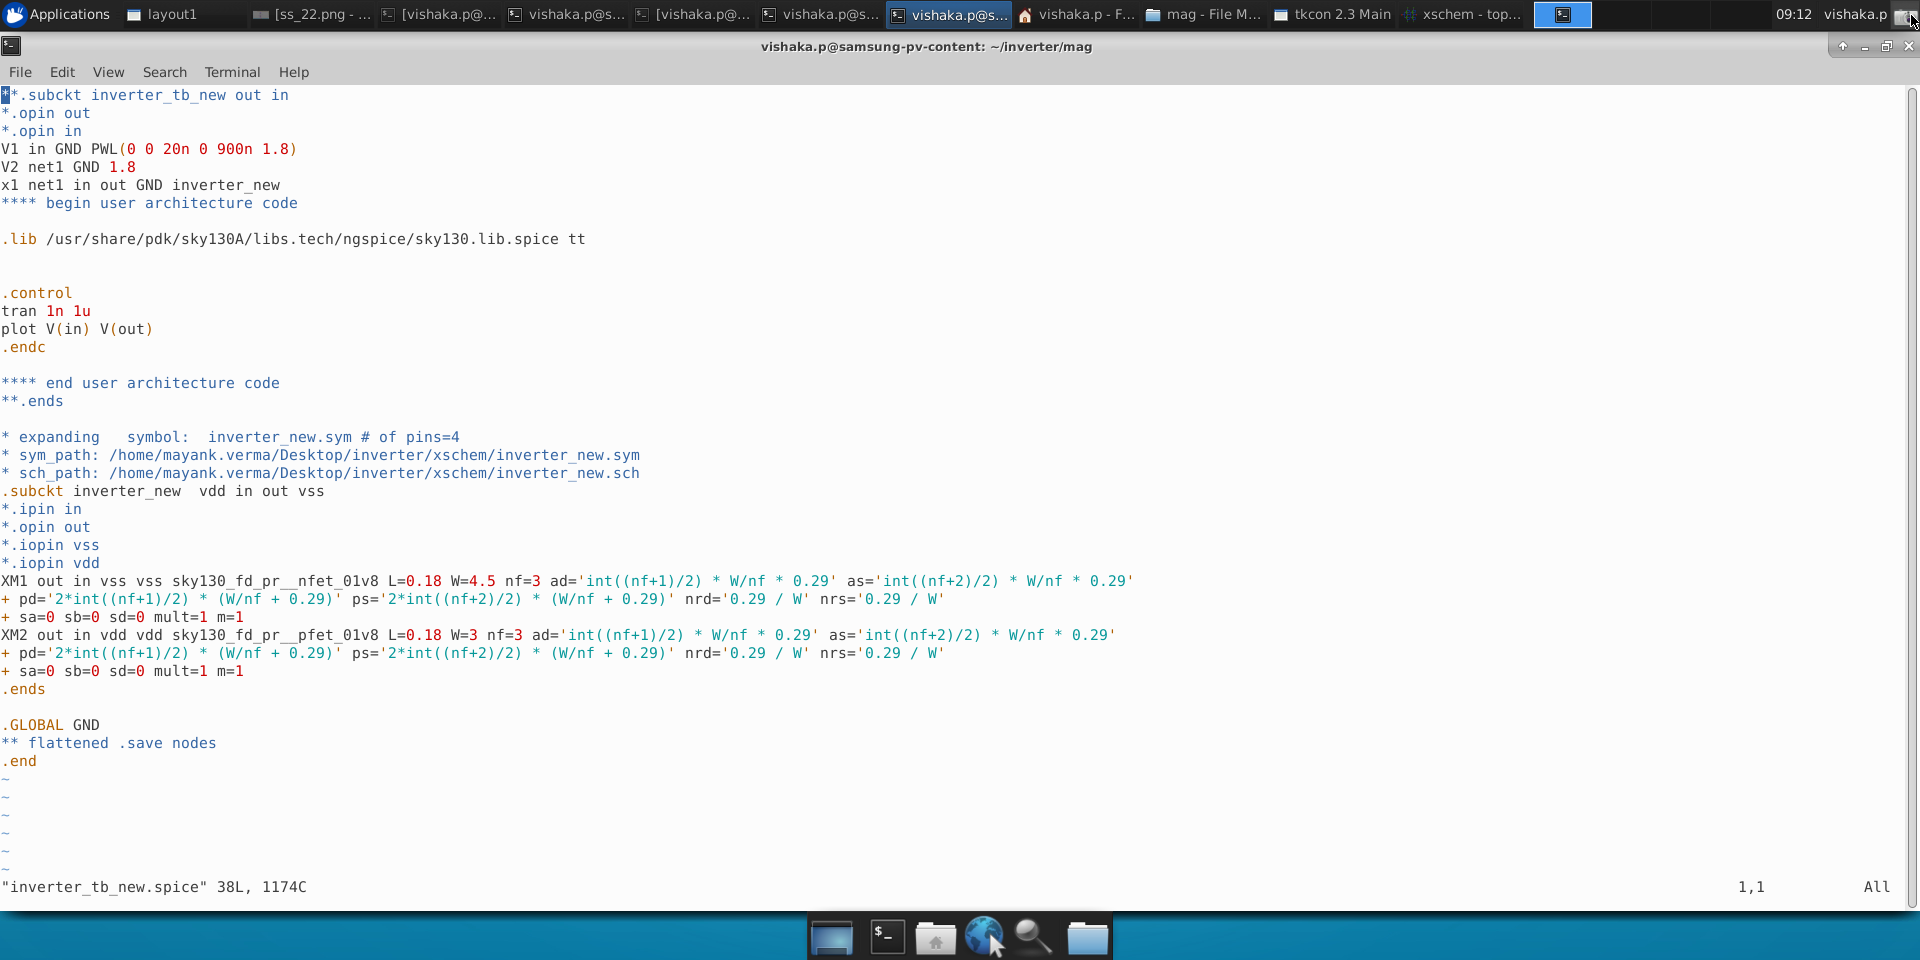 Applications
layout1
[ss_22.png - ...
[vishaka.p@...
vishaka.p@s...
[vishaka.p@...
vishaka.p@s...
vishaka.p@s...
vishaka.p - F...
mag - File M...
tkcon 2.3 Main
xschem - top...
09:12
vishaka.p
vishaka.p@samsung-pv-content: ~/inverter/mag
File Edit View Search Terminal Help
**.subckt inverter_tb_new out in
*.opin out
*.opin in
V1 in GND PWL(0 0 20n 0 900n 1.8)
V2 net1 GND 1.8
x1 net1 in out GND inverter_new
**** begin user architecture code
.lib /usr/share/pdk/sky130A/libs.tech/ngspice/sky130.lib.spice tt
.control
tran 1n 1u
plot V(in) V(out)
.endc
**** end user architecture code
**.ends
* expanding   symbol:  inverter_new.sym # of pins=4
* sym_path: /home/mayank.verma/Desktop/inverter/xschem/inverter_new.sym
* sch_path: /home/mayank.verma/Desktop/inverter/xschem/inverter_new.sch
.subckt inverter_new  vdd in out vss
*.ipin in
*.opin out
*.iopin vss
*.iopin vdd
XM1 out in vss vss sky130_fd_pr__nfet_01v8 L=0.18 W=4.5 nf=3 ad='int((nf+1)/2) * W/nf * 0.29' as='int((nf+2)/2) * W/nf * 0.29'
+ pd='2*int((nf+1)/2) * (W/nf + 0.29)' ps='2*int((nf+2)/2) * (W/nf + 0.29)' nrd='0.29 / W' nrs='0.29 / W'
+ sa=0 sb=0 sd=0 mult=1 m=1
XM2 out in vdd vdd sky130_fd_pr__pfet_01v8 L=0.18 W=3 nf=3 ad='int((nf+1)/2) * W/nf * 0.29' as='int((nf+2)/2) * W/nf * 0.29'
+ pd='2*int((nf+1)/2) * (W/nf + 0.29)' ps='2*int((nf+2)/2) * (W/nf + 0.29)' nrd='0.29 / W' nrs='0.29 / W'
+ sa=0 sb=0 sd=0 mult=1 m=1
.ends
.GLOBAL GND
** flattened .save nodes
.end
~
~
~
~
~
~
"inverter_tb_new.spice" 38L, 1174C 1,1 All